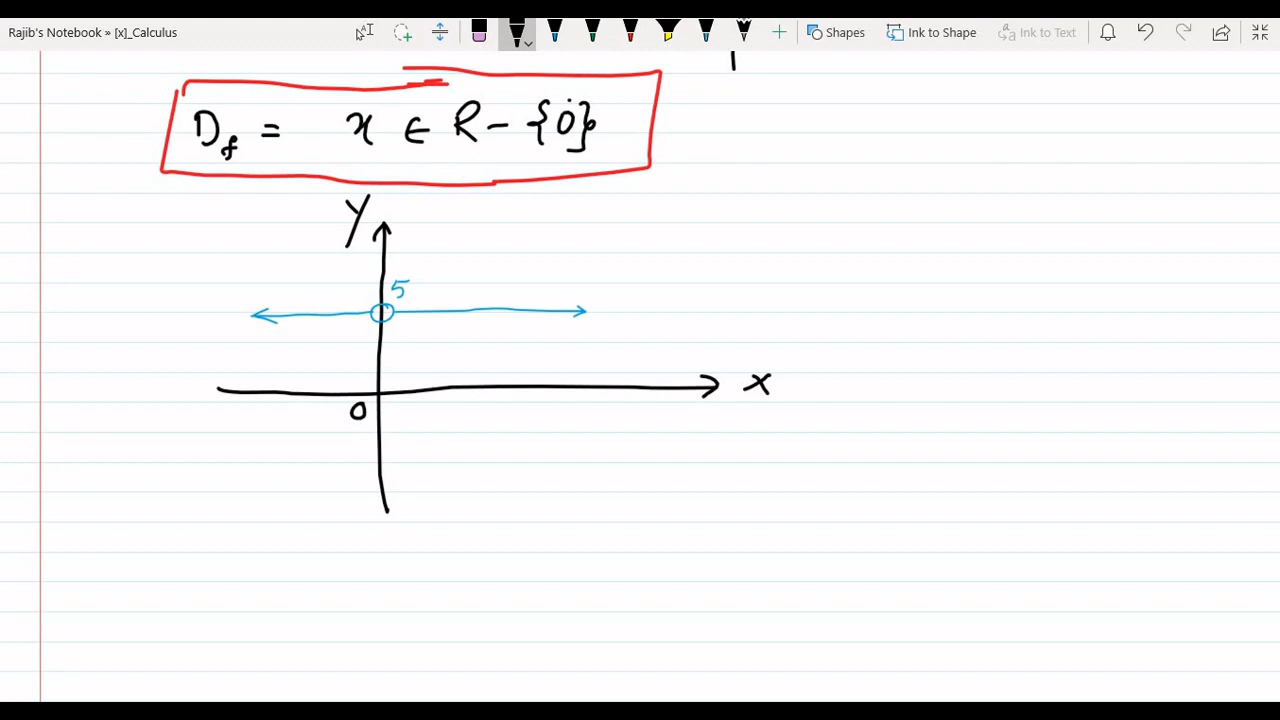 Rajib's Notebook » [x]_Calculus
Shapes
Ink to Shape
Ink to Text
D_f = x ∈ R - {0}
Y
5
X
0